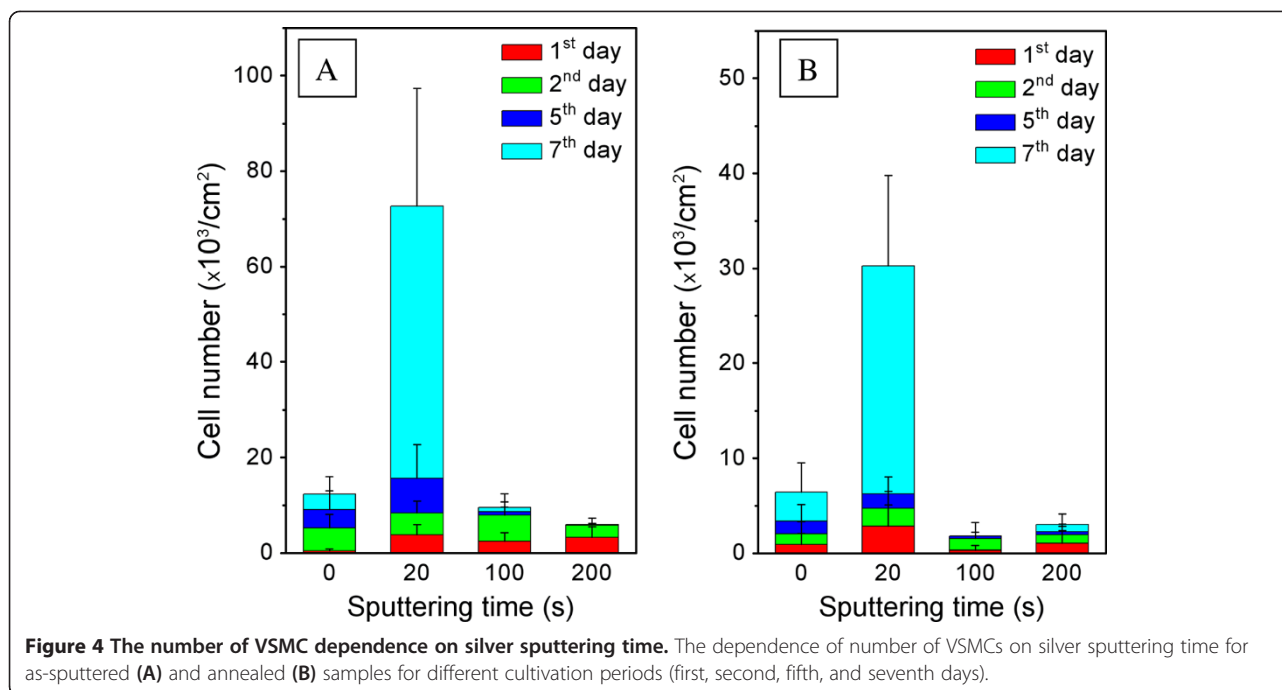 A
1st day
2nd day
5th day
7th day
100
80
60
40
20
0
Cell number (x10³/cm²)
0 20 100 200
Sputtering time (s)
B
1st day
2nd day
5th day
7th day
50
40
30
20
10
0
Cell number (x10³/cm²)
0 20 100 200
Sputtering time (s)
Figure 4 The number of VSMC dependence on silver sputtering time. The dependence of number of VSMCs on silver sputtering time for
as-sputtered (A) and annealed (B) samples for different cultivation periods (first, second, fifth, and seventh days).